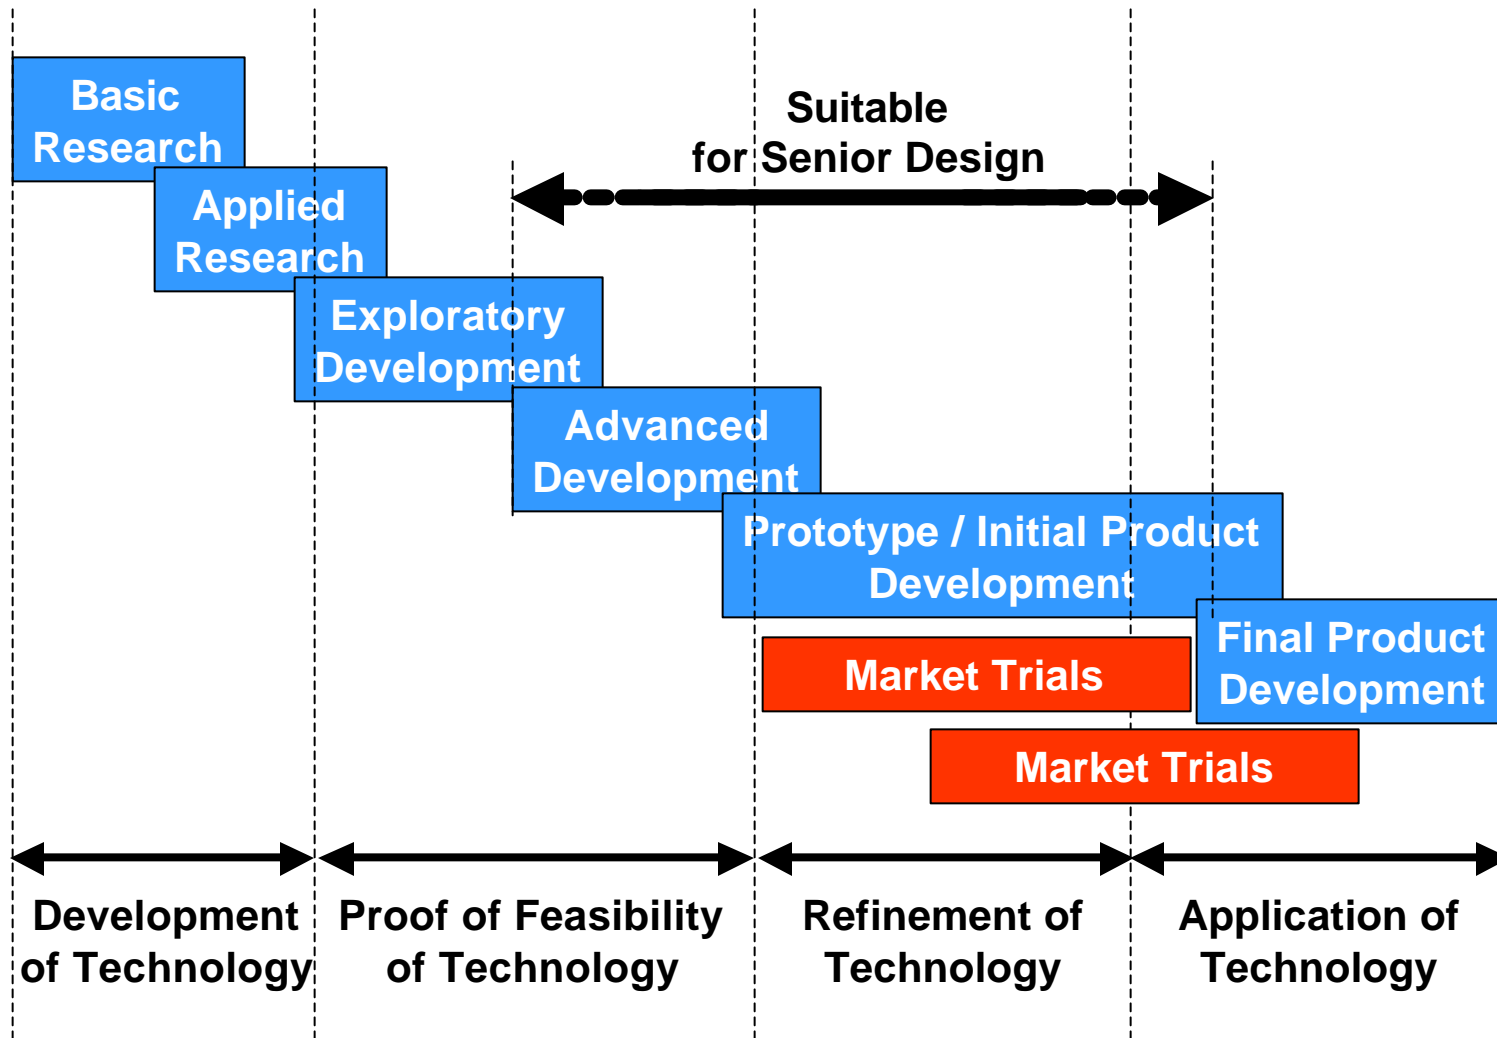 Basic
Research
Suitable
for Senior Design
Applied
Research
Exploratory
Development
Advanced
Development
Prototype / Initial Product
Development
Final Product
Development
Market Trials
Market Trials
Development
of Technology
Proof of Feasibility
of Technology
Refinement of
Technology
Application of
Technology